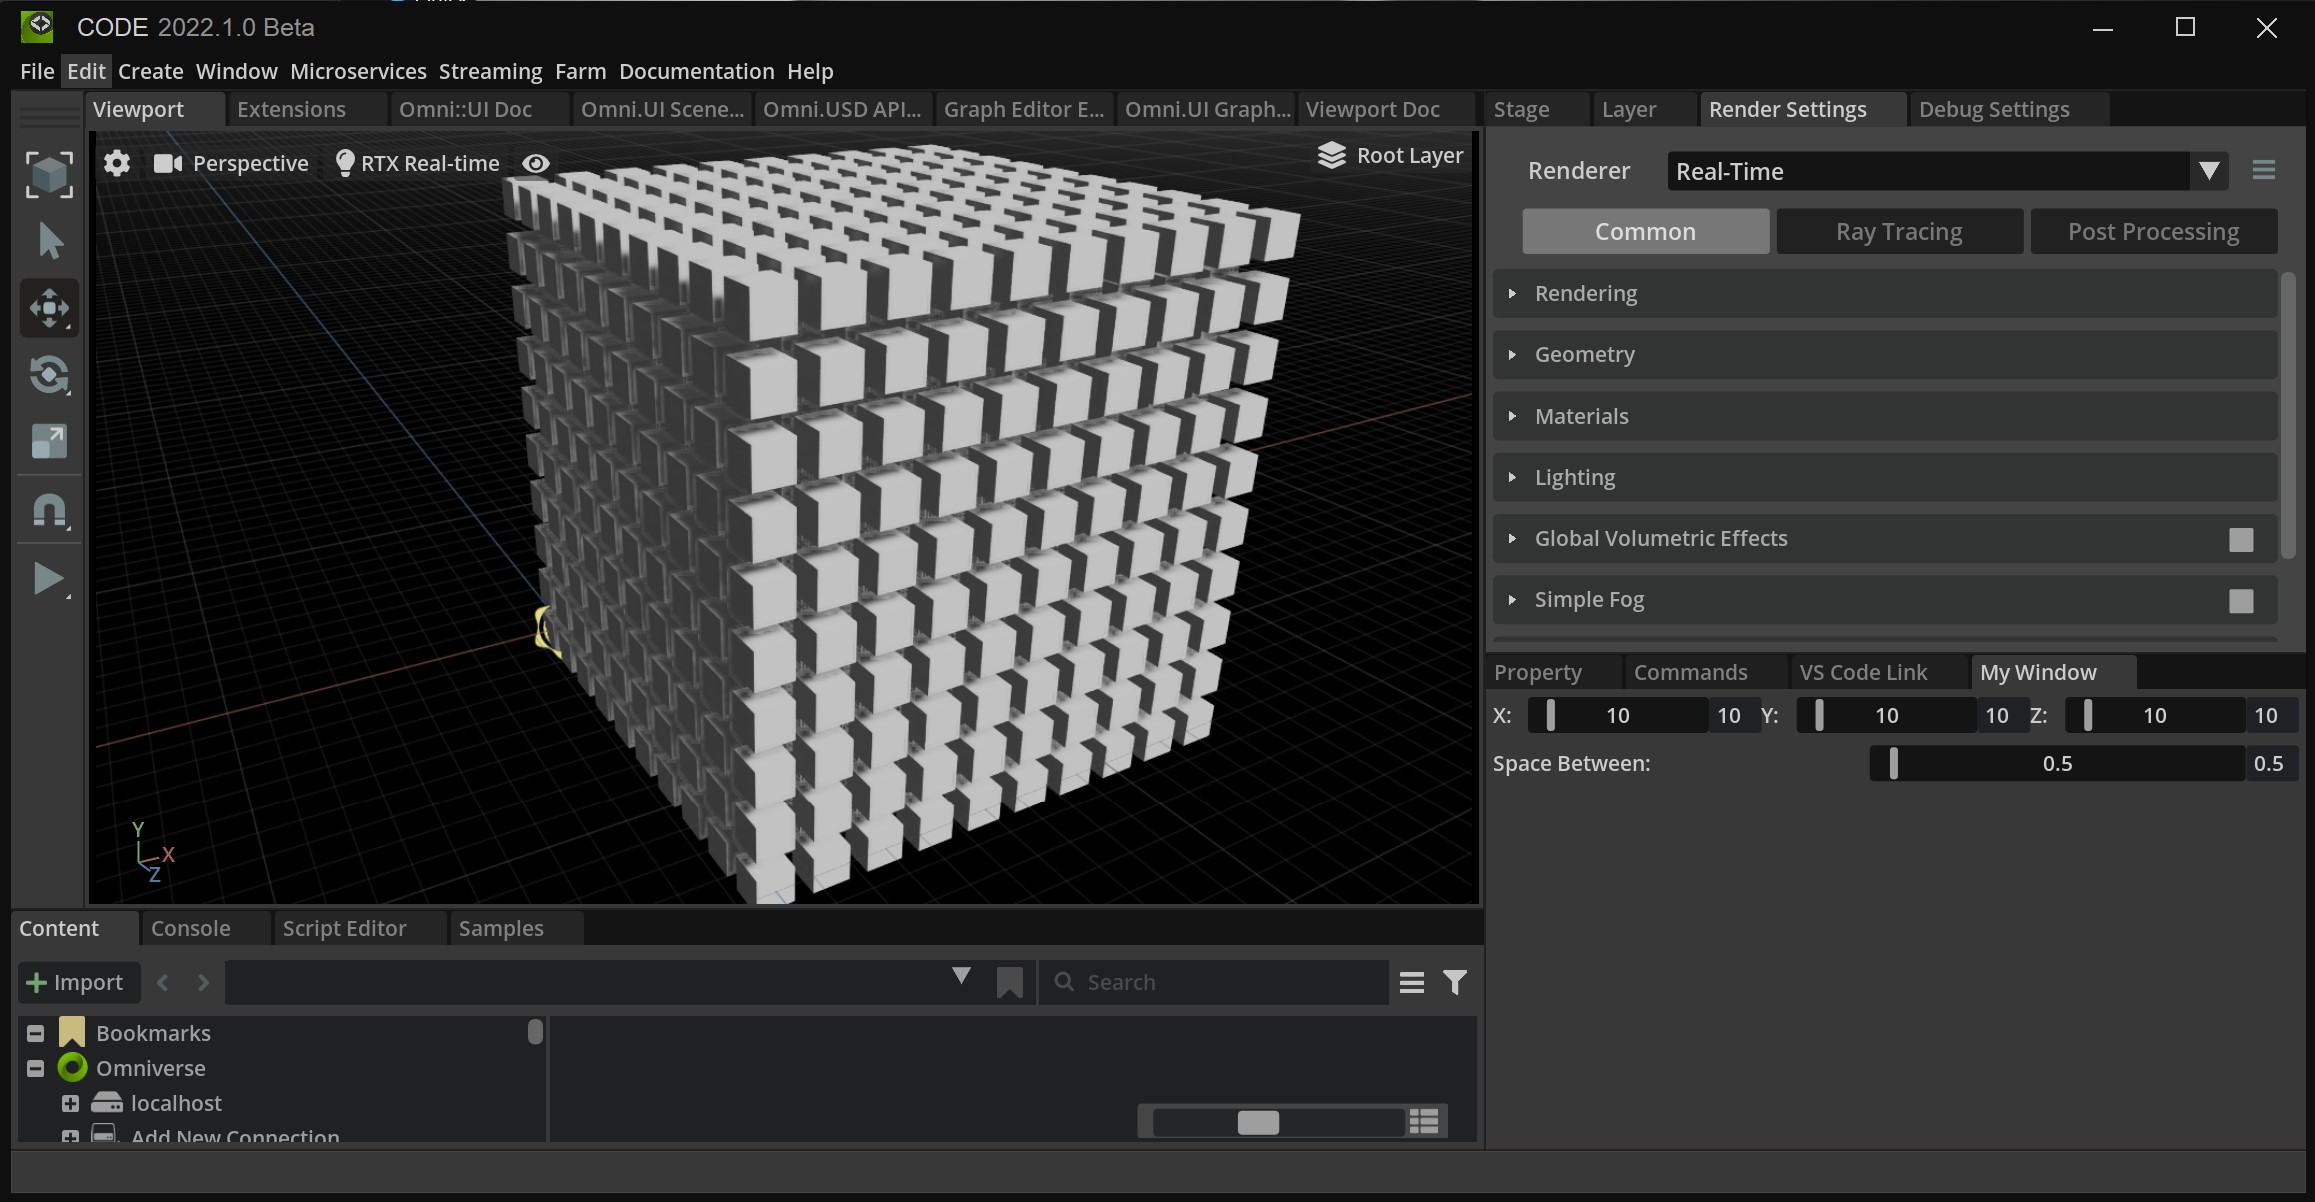 CODE 2022.1.0 Beta
File Edit Create Window Microservices Streaming Farm Documentation Help
Viewport Extensions Omni::UI Doc Omni.UI Scene... Omni.USD API... Graph Editor E... Omni.UI Graph... Viewport Doc
Perspective RTX Real-time
Root Layer
Y
X
Z
Stage Layer Render Settings Debug Settings
Renderer Real-Time
Common Ray Tracing Post Processing
Rendering
Geometry
Materials
Lighting
Global Volumetric Effects
Simple Fog
Property Commands VS Code Link My Window
X: 10 10 Y: 10 10 Z: 10 10
Space Between: 0.5 0.5
Content Console Script Editor Samples
Import Search
Bookmarks
Omniverse
localhost
Add New Connection